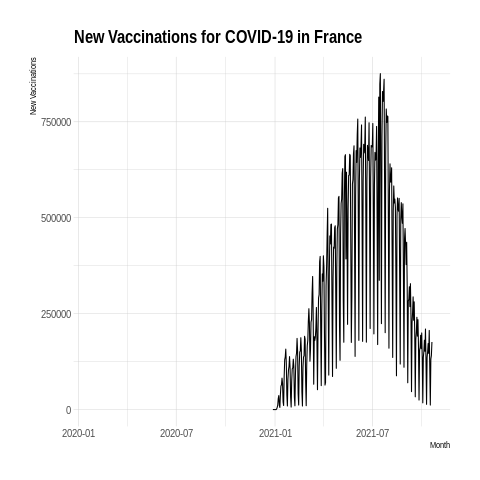 New Vaccinations for COVID-19 in France
New Vaccinations
750000
500000
250000
0
2020-01 2020-07 2021-01 2021-07
Month